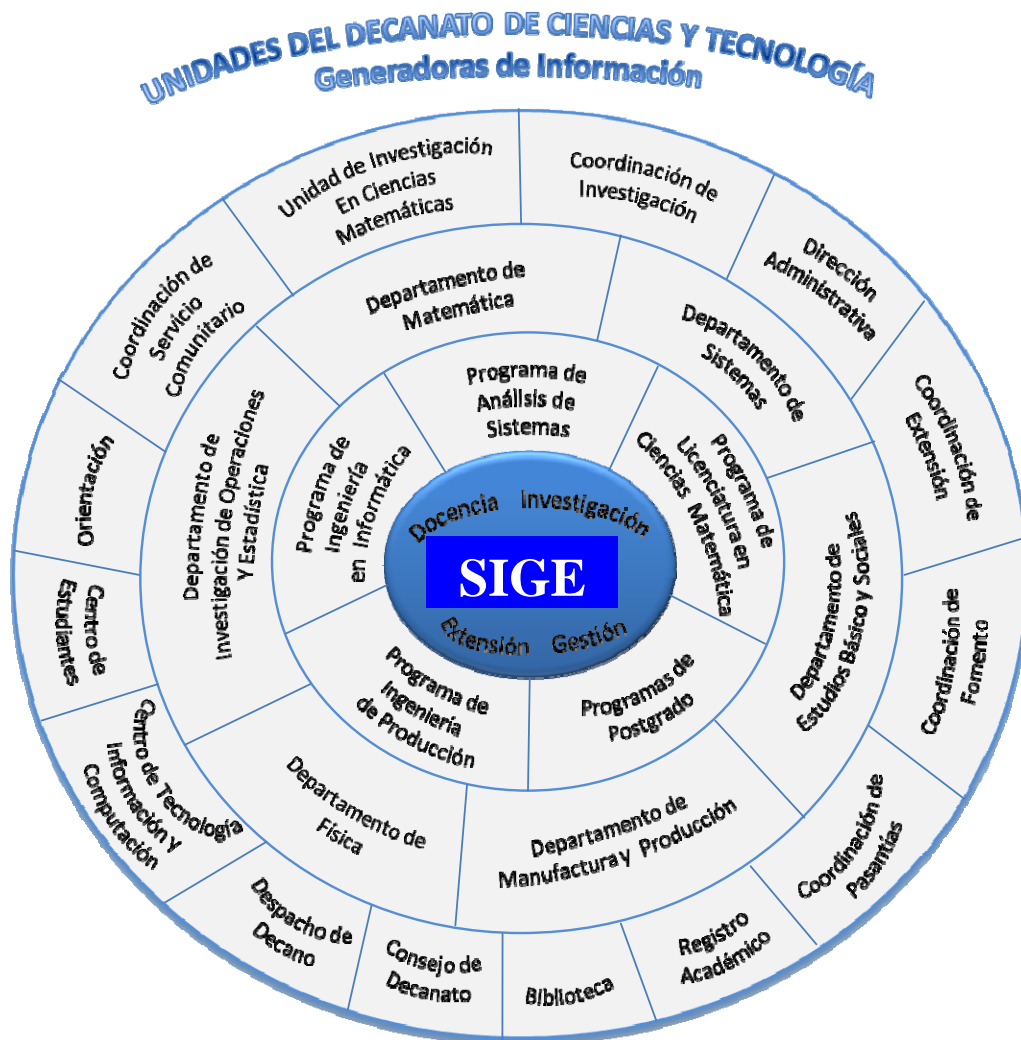 UNIDADES DEL DECANATO DE CIENCIAS Y TECNOLOGÍA
Generadoras de Información
Unidad de Investigación
En Ciencias
Matemáticas
Coordinación de
Investigación
Dirección
Administrativa
Coordinación de
Extensión
Coordinación de
Fomento
Coordinación de
Pasantías
Registro
Académico
Biblioteca
Consejo de
Decanato
Despacho de
Decano
Centro de Tecnología
Información y
Computación
Centro de
Estudiantes
Orientación
Coordinación de
Servicio
Comunitario
Departamento de
Matemática
Departamento de
Sistemas
Departamento de
Estudios Básico y Sociales
Departamento de
Manufactura y Producción
Departamento de
Física
Departamento de
Investigación de Operaciones
Y Estadística
Programa de
Análisis de
Sistemas
Programa de
Licenciatura en
Ciencias Matemática
Programas de
Postgrado
Programa de
Ingeniería
de Producción
Programa de
Ingeniería
en Informática
Docencia Investigación
SIGE
Extensión Gestión